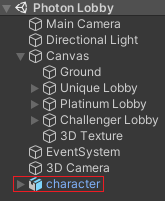 Photon Lobby
Main Camera
Directional Light
Canvas
Ground
Unique Lobby
Platinum Lobby
Challenger Lobby
3D Texture
EventSystem
3D Camera
character